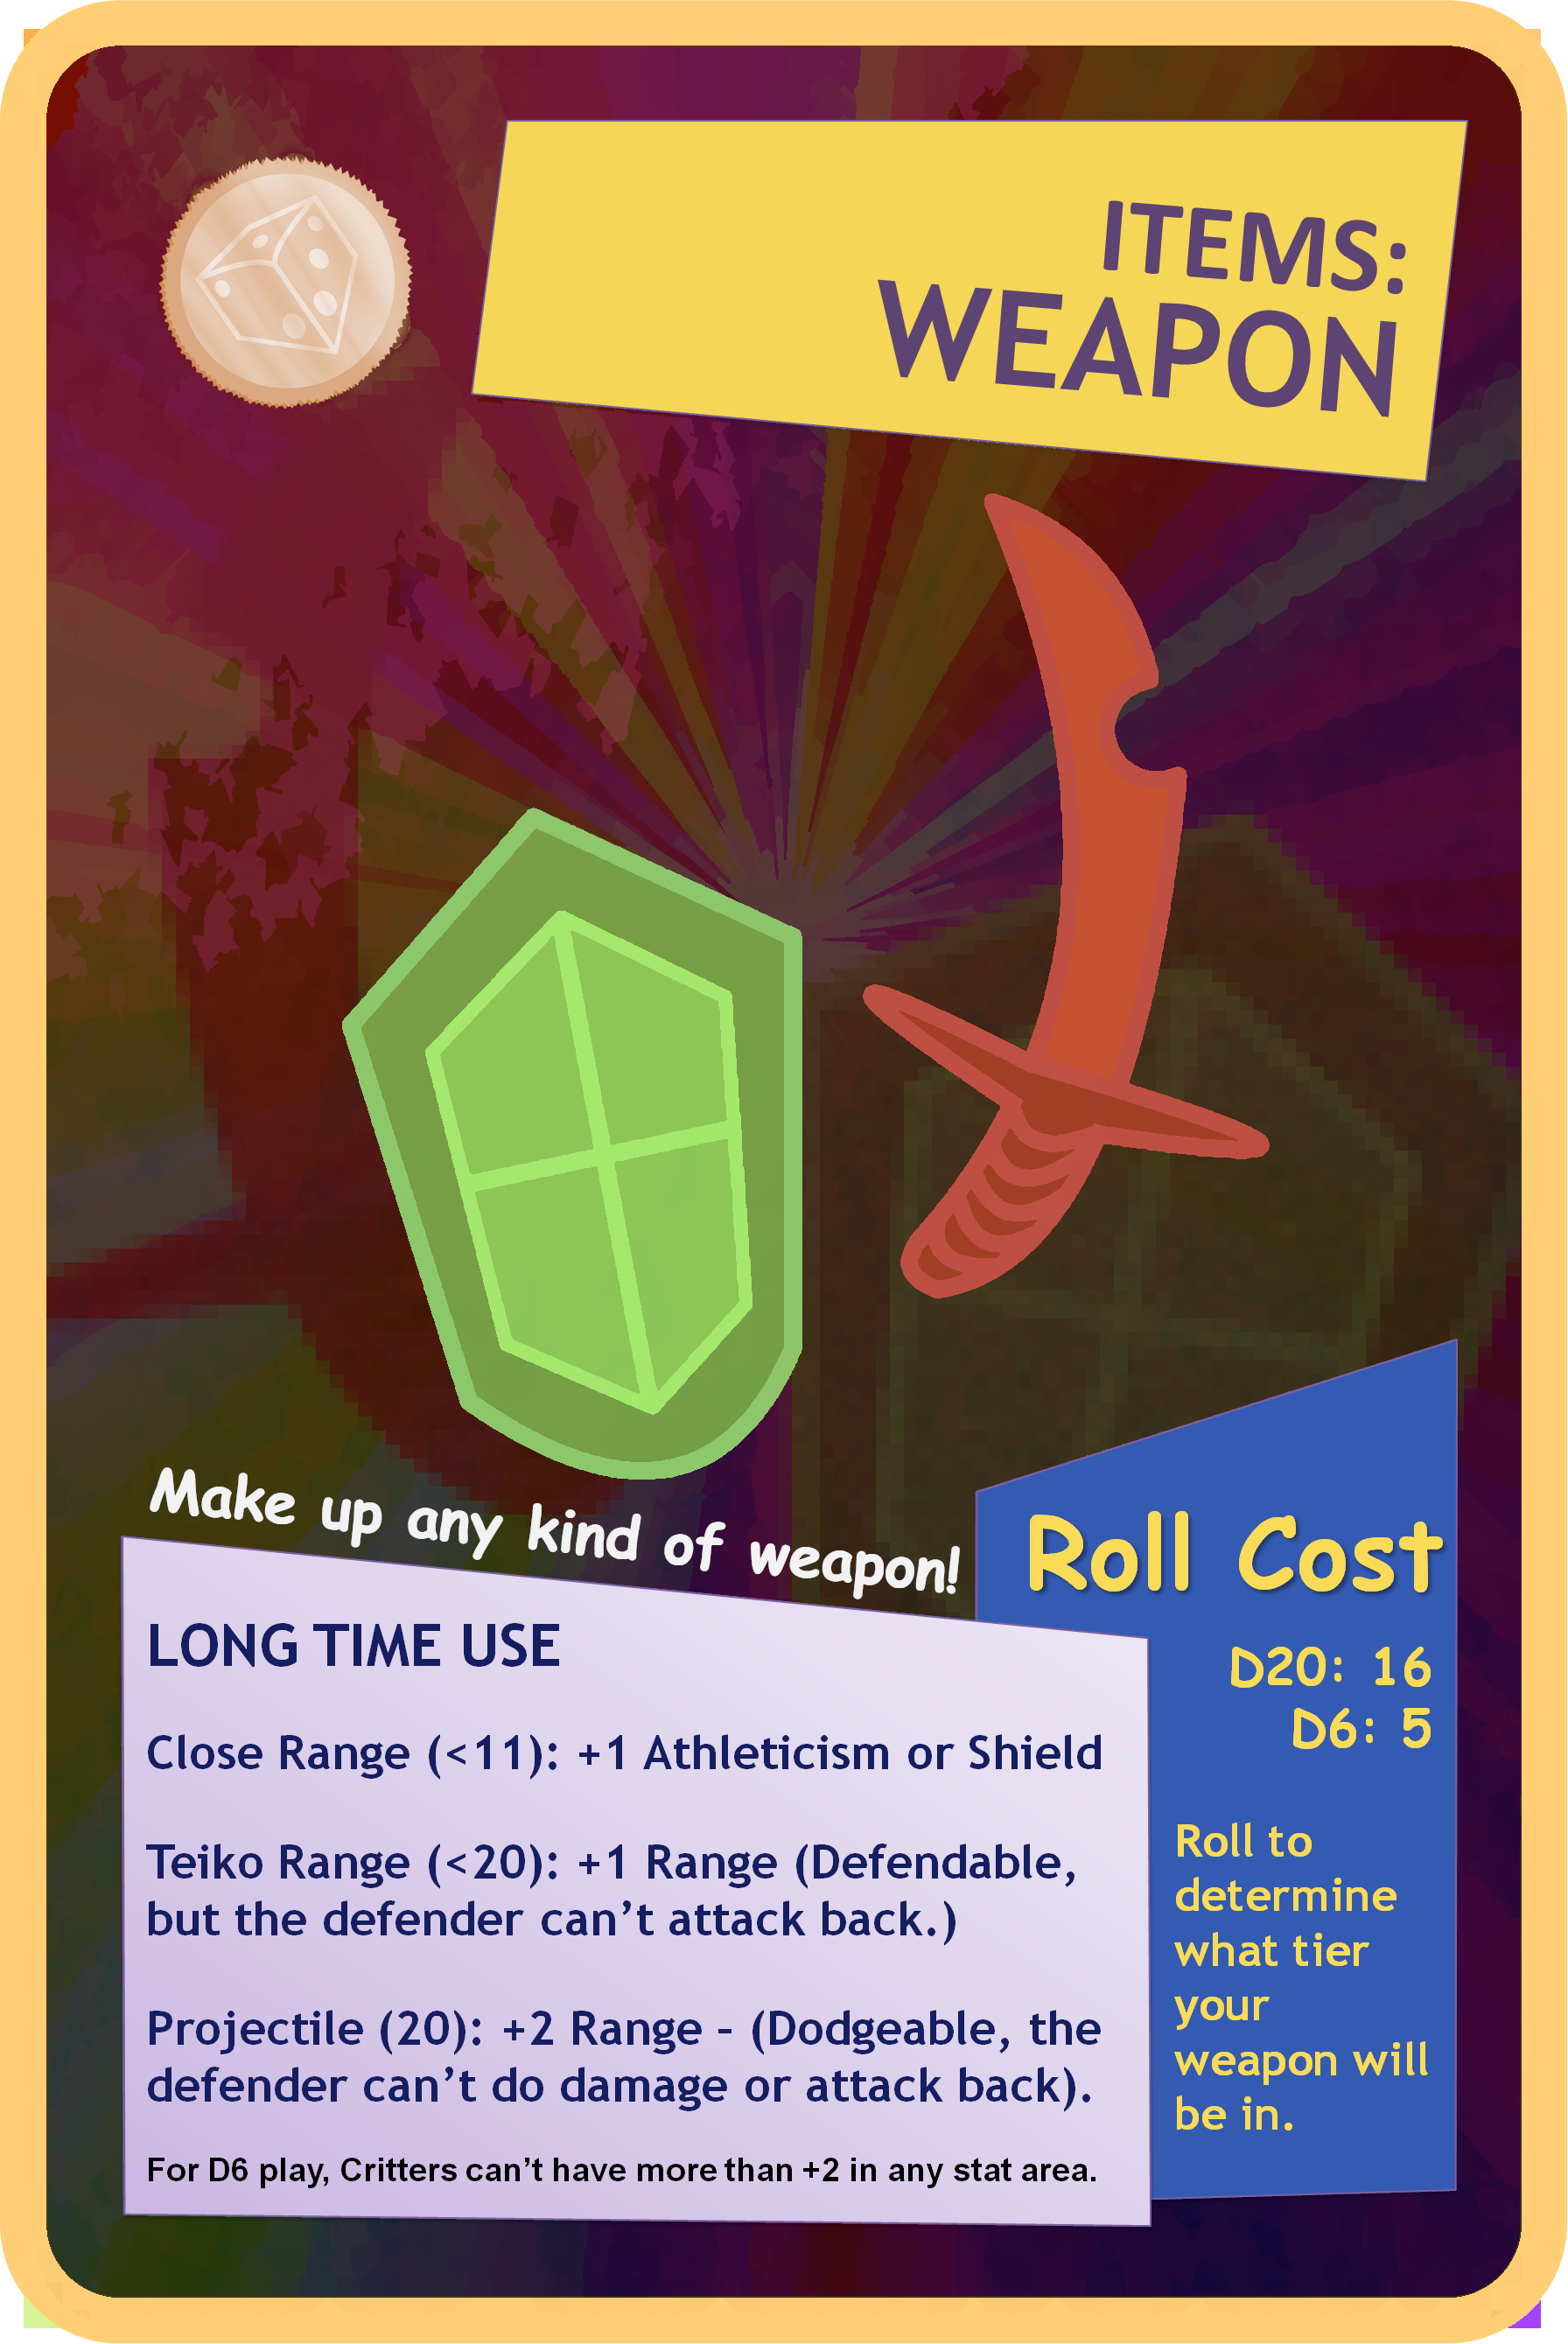 ITEMS:
WEAPON
Make up any kind of weapon!
LONG TIME USE
Close Range (<11): +1 Athleticism or Shield
Teiko Range (<20): +1 Range (Defendable,
but the defender can’t attack back.)
Projectile (20): +2 Range - (Dodgeable, the
defender can’t do damage or attack back).
For D6 play, Critters can’t have more than +2 in any stat area.
Roll Cost
D20: 16
D6: 5
Roll to
determine
what tier
your
weapon will
be in.